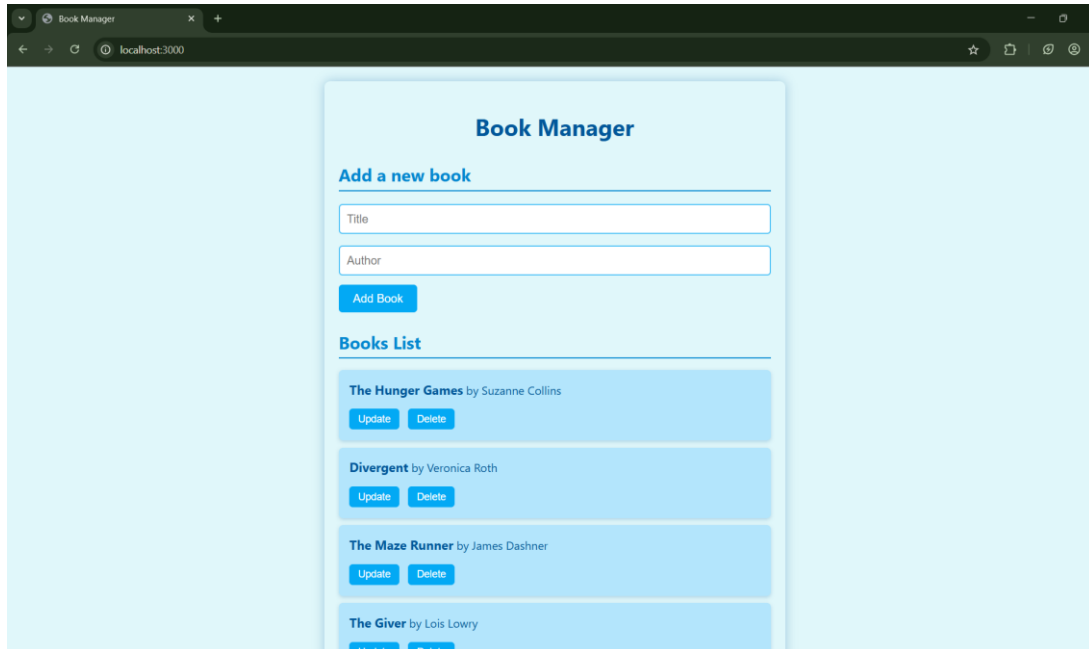 Book Manager
localhost:3000
Book Manager
Add a new book
Title
Author
Add Book
Books List
The Hunger Games by Suzanne Collins
Update Delete
Divergent by Veronica Roth
Update Delete
The Maze Runner by James Dashner
Update Delete
The Giver by Lois Lowry